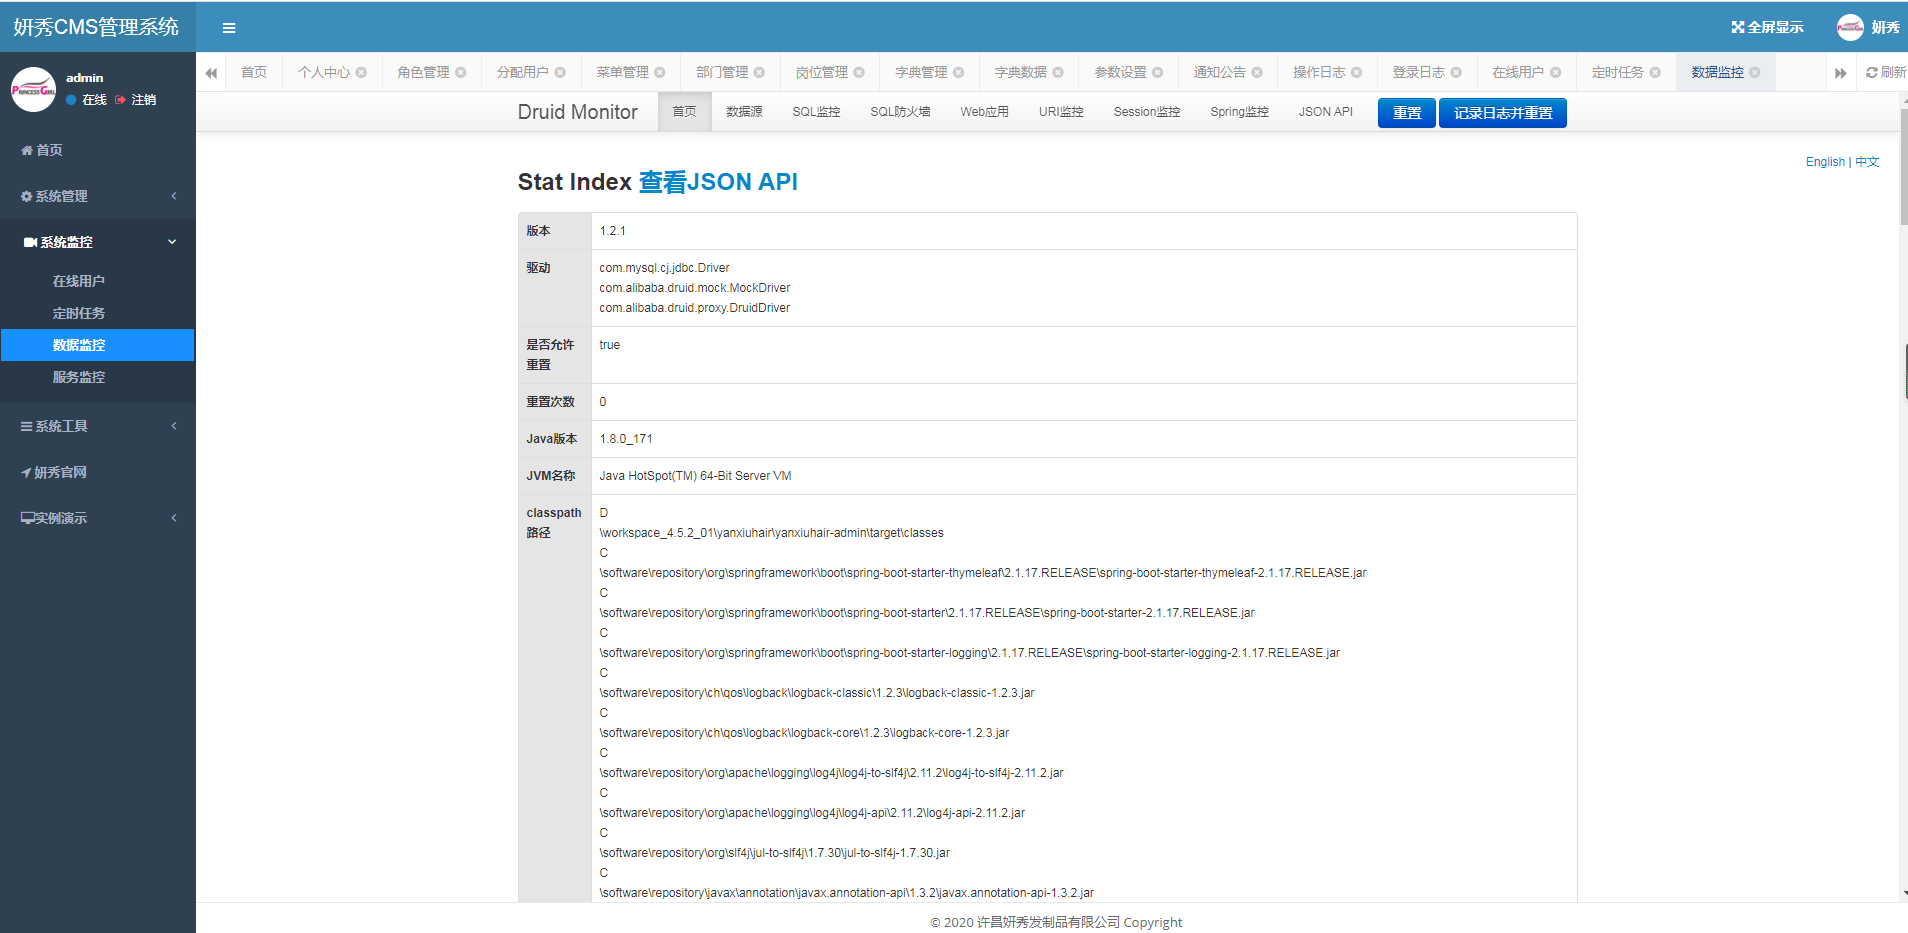 妍秀CMS管理系统
全屏显示
妍秀
admin
在线 注销
首页 个人中心 角色管理 分配用户 菜单管理 部门管理 岗位管理 字典管理 字典数据 参数设置 通知公告 操作日志 登录日志 在线用户 定时任务 数据监控 刷新
首页
系统管理
系统监控
在线用户
定时任务
数据监控
服务监控
系统工具
妍秀官网
实例演示
Druid Monitor 首页 数据源 SQL监控 SQL防火墙 Web应用 URI监控 Session监控 Spring监控 JSON API 重置 记录日志并重置
English | 中文
Stat Index 查看JSON API
版本 1.2.1
驱动 com.mysql.cj.jdbc.Driver
com.alibaba.druid.mock.MockDriver
com.alibaba.druid.proxy.DruidDriver
是否允许重置 true
重置次数 0
Java版本 1.8.0_171
JVM名称 Java HotSpot(TM) 64-Bit Server VM
classpath路径 D
\workspace_4.5.2_01\yanxiuhair\yanxiuhair-admin\target\classes
C
\software\repository\org\springframework\boot\spring-boot-starter-thymeleaf\2.1.17.RELEASE\spring-boot-starter-thymeleaf-2.1.17.RELEASE.jar
C
\software\repository\org\springframework\boot\spring-boot-starter\2.1.17.RELEASE\spring-boot-starter-2.1.17.RELEASE.jar
C
\software\repository\org\springframework\boot\spring-boot-starter-logging\2.1.17.RELEASE\spring-boot-starter-logging-2.1.17.RELEASE.jar
C
\software\repository\ch\qos\logback\logback-classic\1.2.3\logback-classic-1.2.3.jar
C
\software\repository\ch\qos\logback\logback-core\1.2.3\logback-core-1.2.3.jar
C
\software\repository\org\apache\logging\log4j\log4j-to-slf4j\2.11.2\log4j-to-slf4j-2.11.2.jar
C
\software\repository\org\apache\logging\log4j\log4j-api\2.11.2\log4j-api-2.11.2.jar
C
\software\repository\org\slf4j\jul-to-slf4j\1.7.30\jul-to-slf4j-1.7.30.jar
C
\software\repository\javax\annotation\javax.annotation-api\1.3.2\javax.annotation-api-1.3.2.jar
© 2020 许昌妍秀发制品有限公司 Copyright